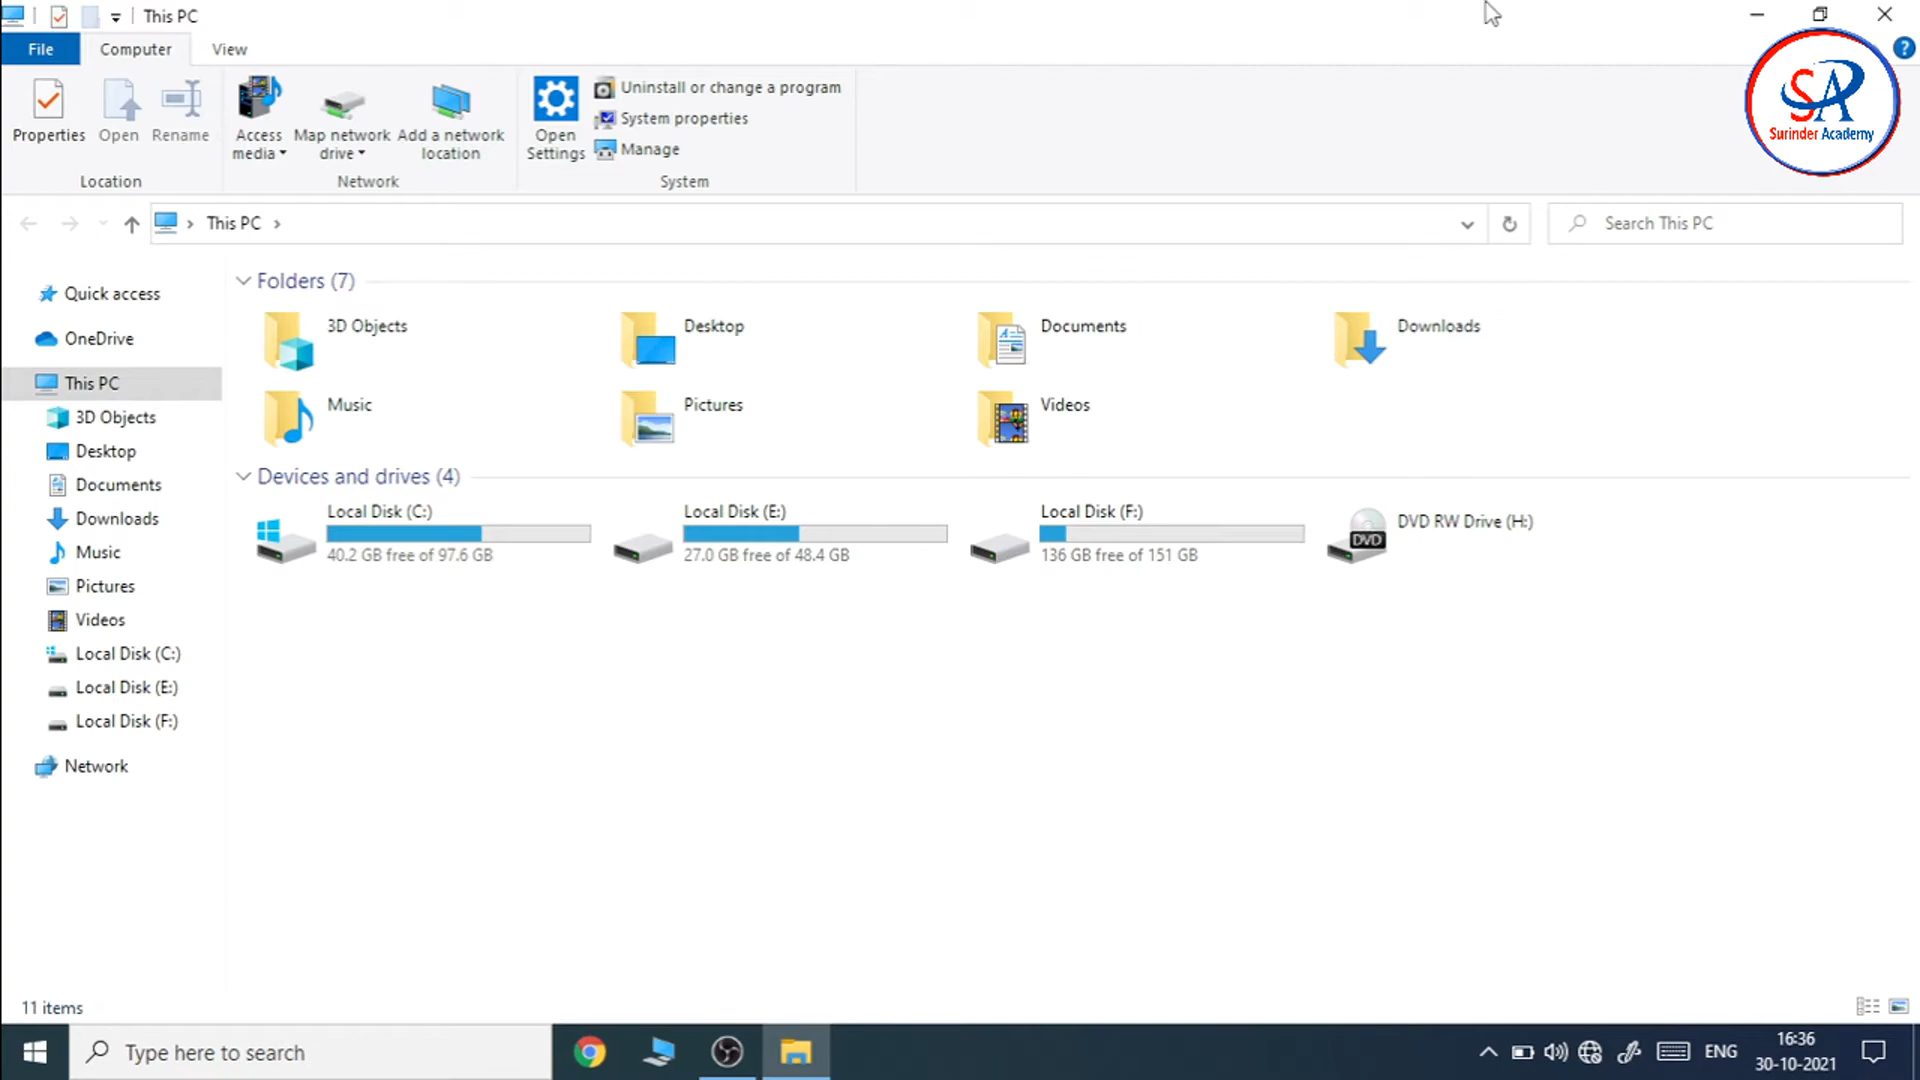 This PC
File
Computer
View
Properties
Open
Rename
Access media
Map network drive
Add a network location
Open Settings
Uninstall or change a program
System properties
Manage
Location
Network
System
SA
Surinder Academy
This PC
Search This PC
Quick access
OneDrive
This PC
3D Objects
Desktop
Documents
Downloads
Music
Pictures
Videos
Local Disk (C:)
Local Disk (E:)
Local Disk (F:)
Network
Folders (7)
3D Objects
Desktop
Documents
Downloads
Music
Pictures
Videos
Devices and drives (4)
Local Disk (C:)
40.2 GB free of 97.6 GB
Local Disk (E:)
27.0 GB free of 48.4 GB
Local Disk (F:)
136 GB free of 151 GB
DVD
DVD RW Drive (H:)
11 items
Type here to search
ENG
16:36
30-10-2021